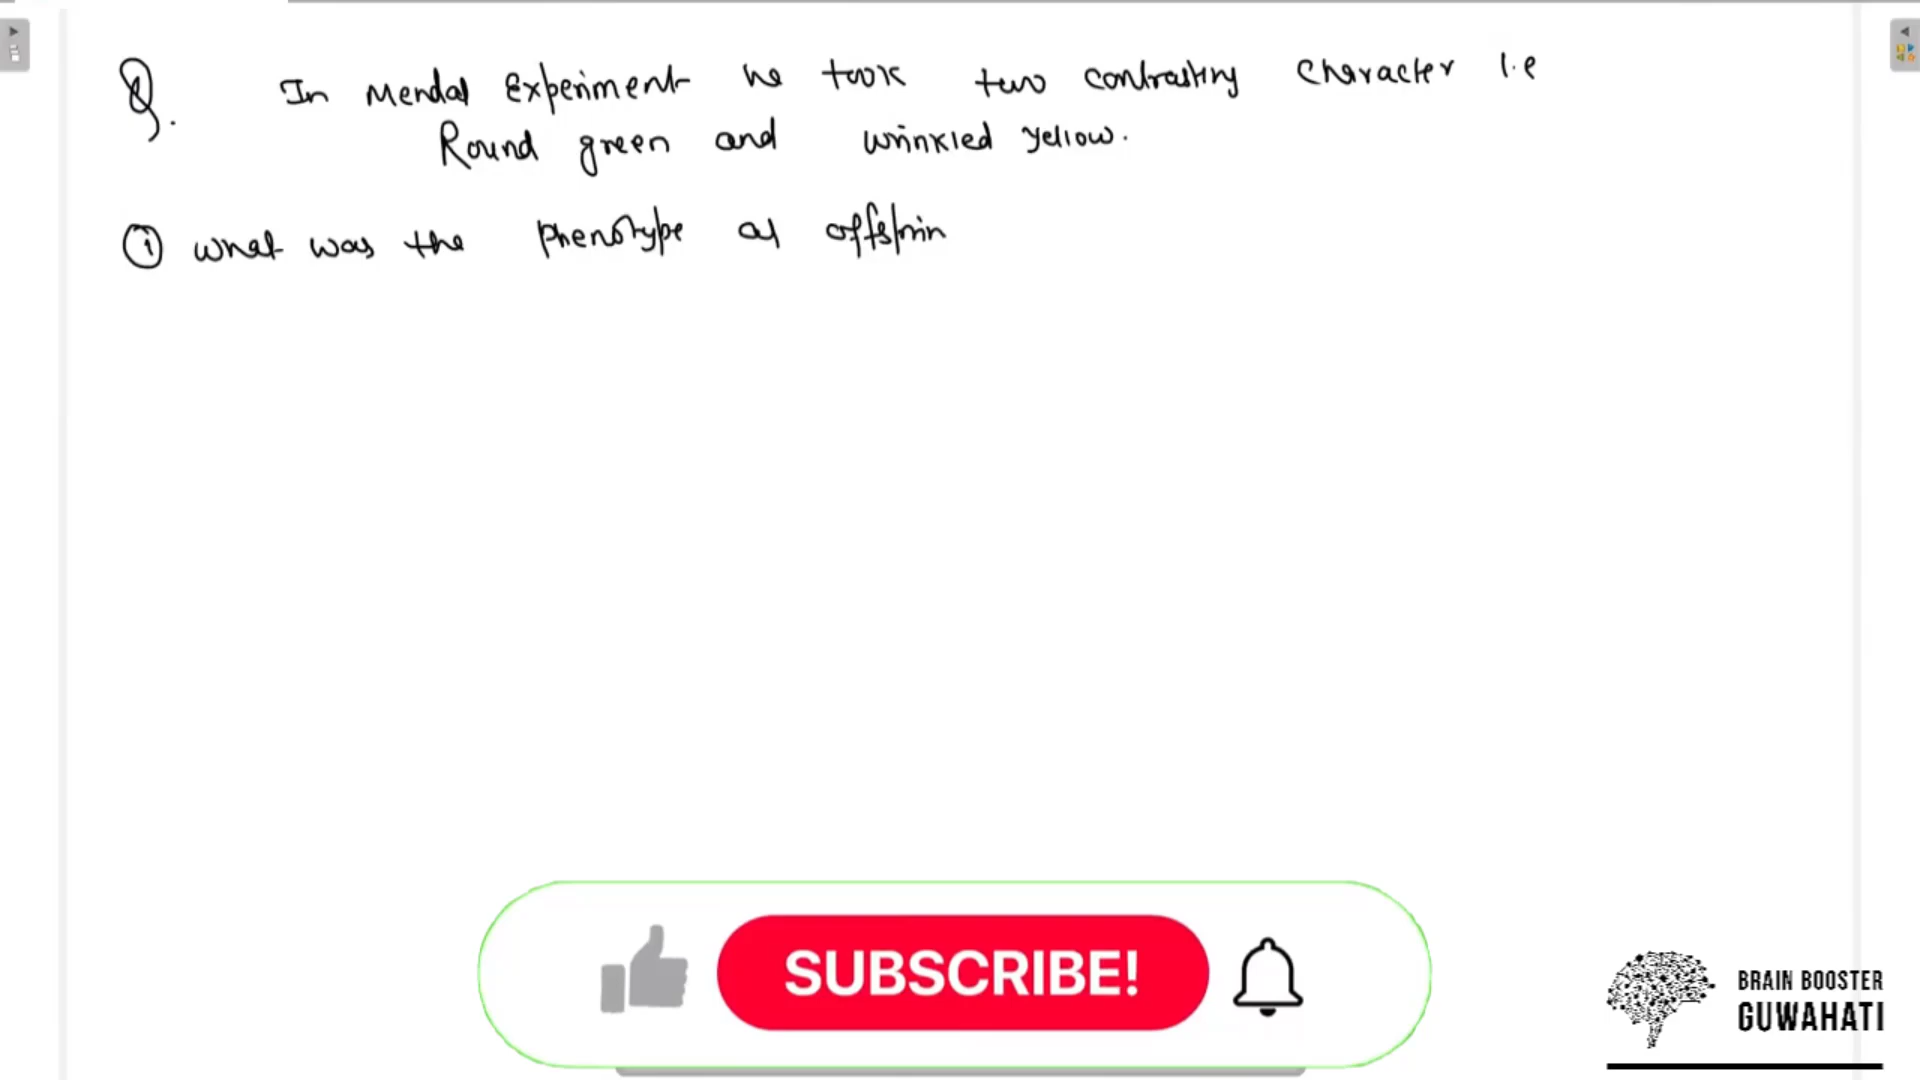 Q. In Mendal Experiment he took two contrasting character i.e
Round green and wrinkled yellow.
(i) what was the phenotype of offsprin
SUBSCRIBE!
BRAIN BOOSTER
GUWAHATI